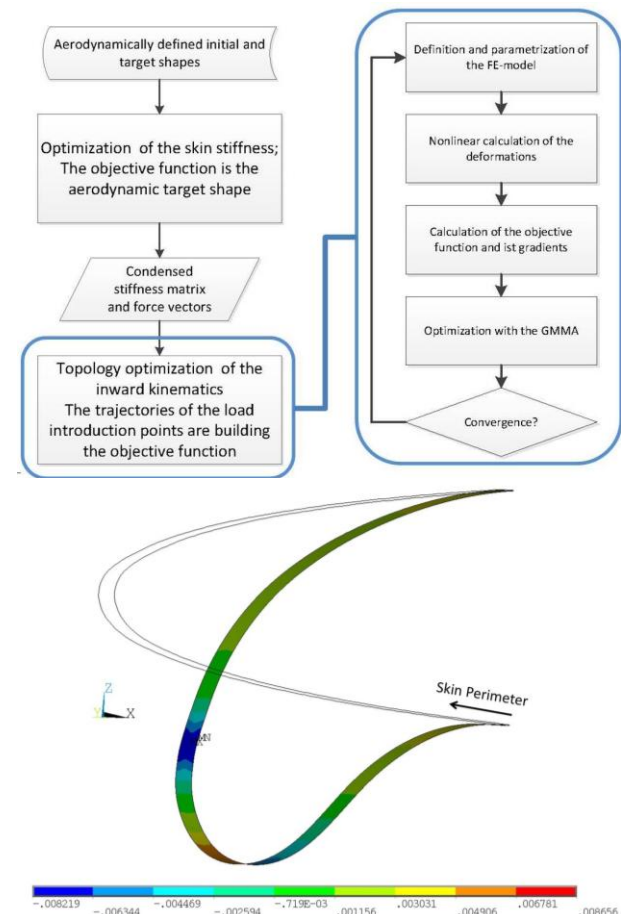 Aerodynamically defined initial and
target shapes
Optimization of the skin stiffness;
The objective function is the
aerodynamic target shape
Condensed
stiffness matrix
and force vectors
Topology optimization of the
inward kinematics
The trajectories of the load
introduction points are building
the objective function
Definition and parametrization of
the FE-model
Nonlinear calculation of the
deformations
Calculation of the objective
function and ist gradients
Optimization with the GMMA
Convergence?
Skin Perimeter
Z
Y
X
MN
-.008219
-.006344
-.004469
-.002594
-.719E-03
.001156
.003031
.004906
.006781
.008656